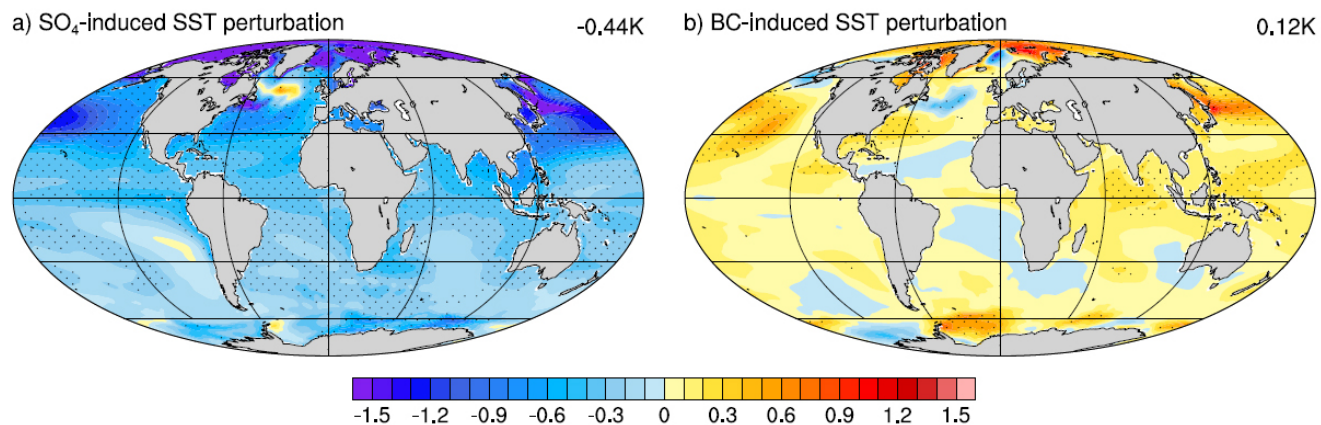 a) SO₄-induced SST perturbation -0.44K
b) BC-induced SST perturbation 0.12K
-1.5 -1.2 -0.9 -0.6 -0.3 0 0.3 0.6 0.9 1.2 1.5